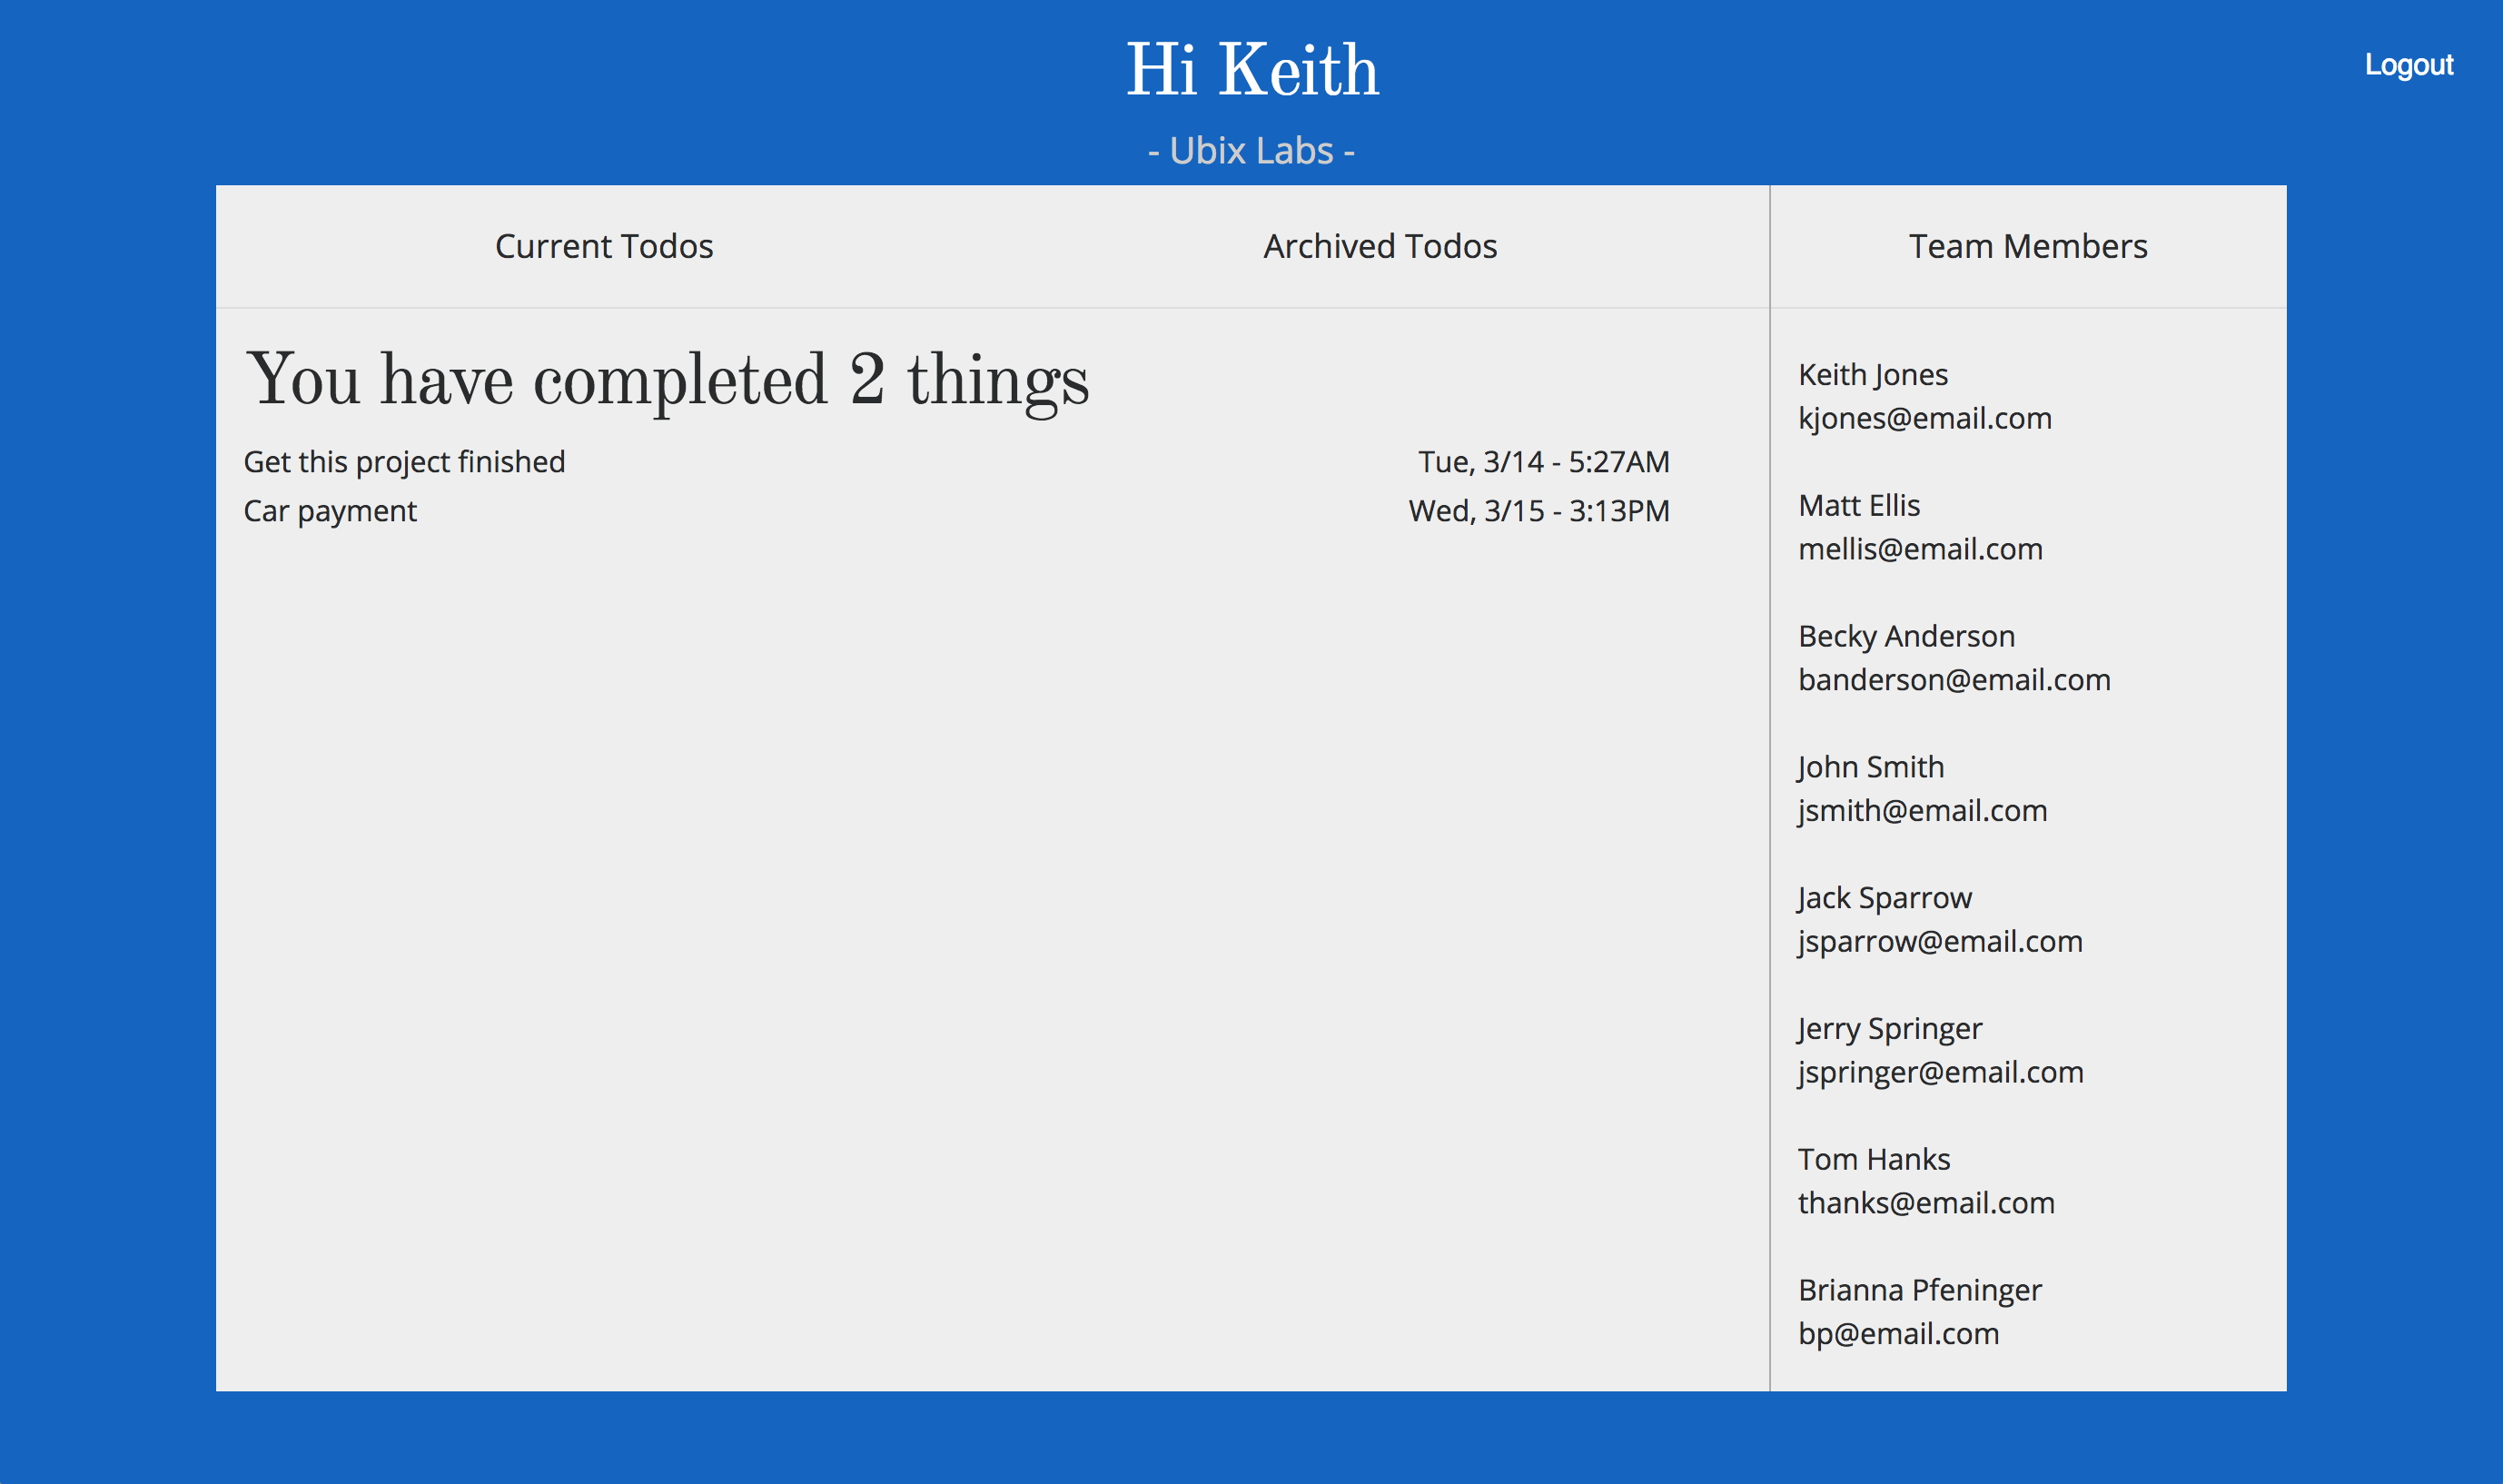 Hi Keith
Logout
- Ubix Labs -
Current Todos
Archived Todos
Team Members
You have completed 2 things
Get this project finished Tue, 3/14 - 5:27AM
Car payment Wed, 3/15 - 3:13PM
Keith Jones
kjones@email.com
Matt Ellis
mellis@email.com
Becky Anderson
banderson@email.com
John Smith
jsmith@email.com
Jack Sparrow
jsparrow@email.com
Jerry Springer
jspringer@email.com
Tom Hanks
thanks@email.com
Brianna Pfeninger
bp@email.com